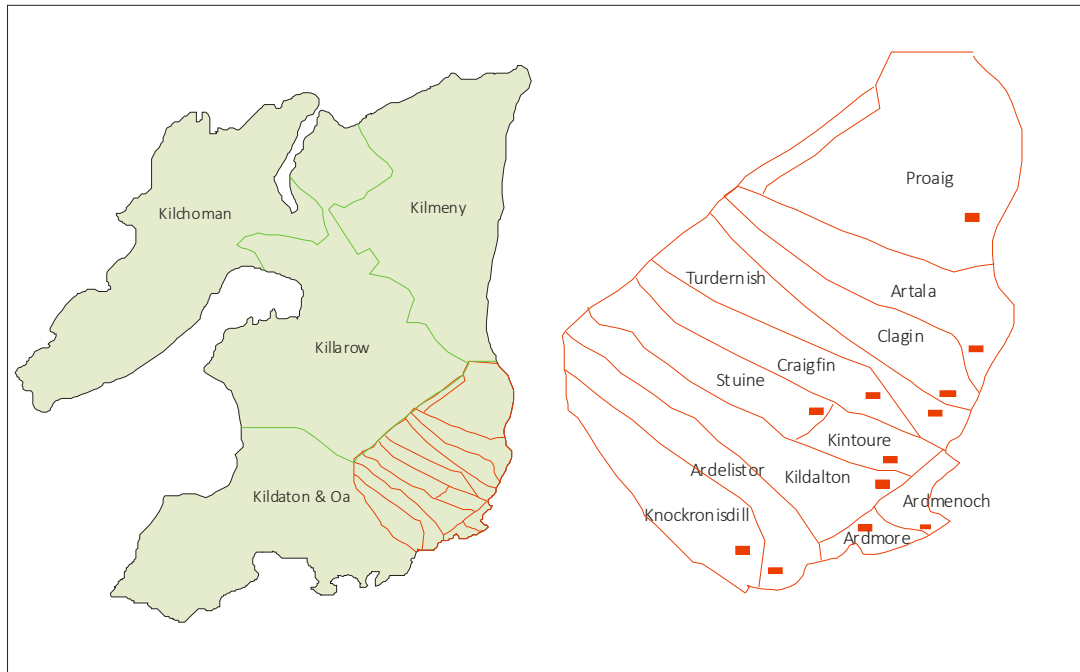 Kilchoman
Kilmeny
Killarow
Kildaton & Oa
Proaig
Turdernish
Artala
Clagin
Craigfin
Stuine
Kintoure
Ardelistor
Kildalton
Ardmenoch
Knockronisdill
Ardmore